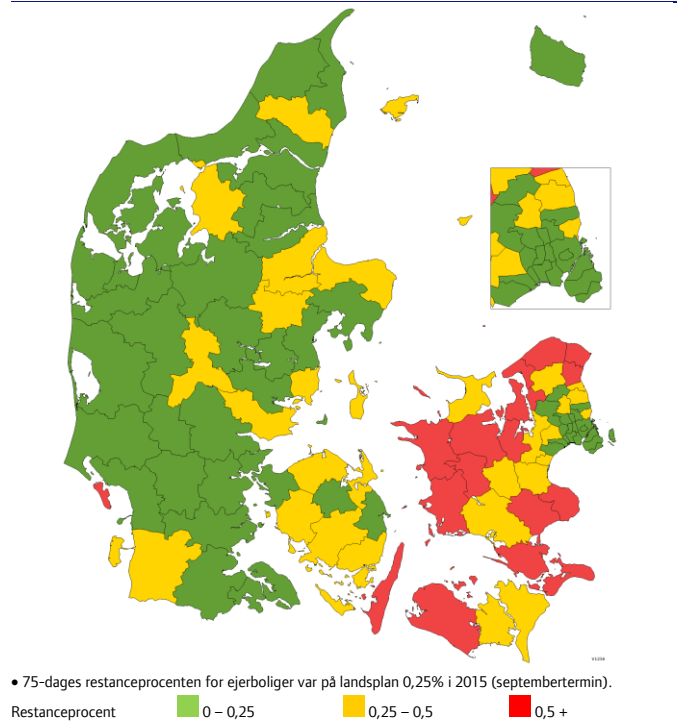 V1206
• 75-dages restanceprocenten for ejerboliger var på landsplan 0,25% i 2015 (septembertermin).
Restanceprocent 0 – 0,25 0,25 – 0,5 0,5 +